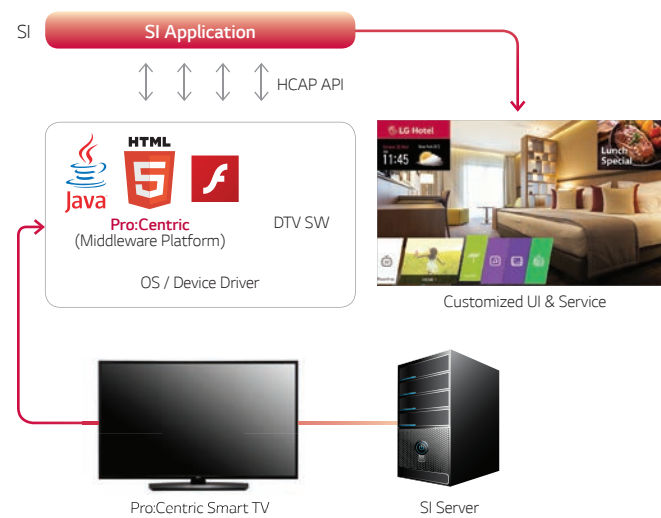 SI
SI Application
HCAP API
HTML
5
Java
Pro:Centric
(Middleware Platform)
DTV SW
OS / Device Driver
LG Hotel
11:45
Lunch
Special
Customized UI & Service
Pro:Centric Smart TV
SI Server